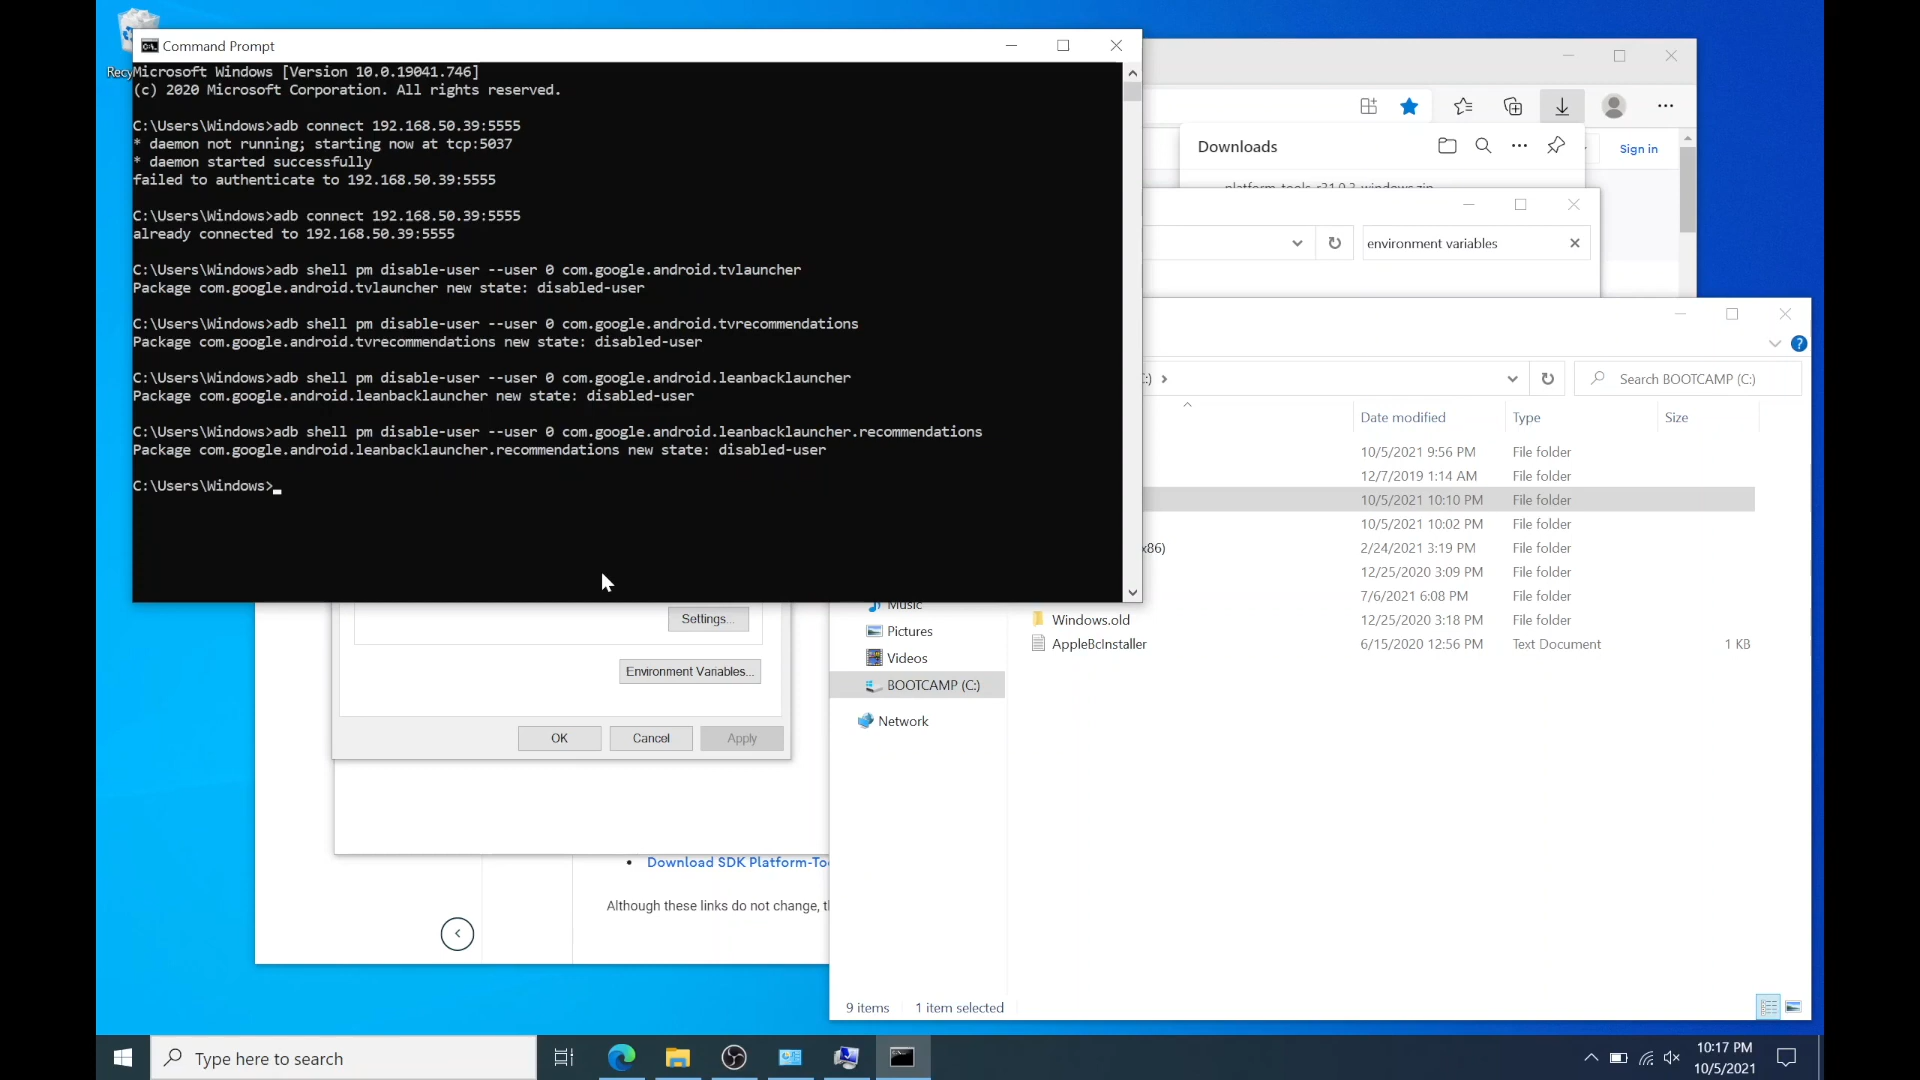 Recy
Command Prompt
Microsoft Windows [Version 10.0.19041.746]
(c) 2020 Microsoft Corporation. All rights reserved.
C:\Users\Windows>adb connect 192.168.50.39:5555
* daemon not running; starting now at tcp:5037
* daemon started successfully
failed to authenticate to 192.168.50.39:5555
C:\Users\Windows>adb connect 192.168.50.39:5555
already connected to 192.168.50.39:5555
C:\Users\Windows>adb shell pm disable-user --user 0 com.google.android.tvlauncher
Package com.google.android.tvlauncher new state: disabled-user
C:\Users\Windows>adb shell pm disable-user --user 0 com.google.android.tvrecommendations
Package com.google.android.tvrecommendations new state: disabled-user
C:\Users\Windows>adb shell pm disable-user --user 0 com.google.android.leanbacklauncher
Package com.google.android.leanbacklauncher new state: disabled-user
C:\Users\Windows>adb shell pm disable-user --user 0 com.google.android.leanbacklauncher.recommendations
Package com.google.android.leanbacklauncher.recommendations new state: disabled-user
C:\Users\Windows>
Downloads
Sign in
platform-tools_r31.0.3-windows.zip
environment variables
:) > Search BOOTCAMP (C:)
Date modified Type Size
10/5/2021 9:56 PM File folder
12/7/2019 1:14 AM File folder
10/5/2021 10:10 PM File folder
10/5/2021 10:02 PM File folder
x86) 2/24/2021 3:19 PM File folder
12/25/2020 3:09 PM File folder
7/6/2021 6:08 PM File folder
Windows.old 12/25/2020 3:18 PM File folder
AppleBcInstaller 6/15/2020 12:56 PM Text Document 1 KB
Music
Pictures
Videos
BOOTCAMP (C:)
Network
9 items 1 item selected
Settings...
Environment Variables...
OK Cancel Apply
Download SDK Platform-To
Although these links do not change, t
Type here to search
10:17 PM
10/5/2021